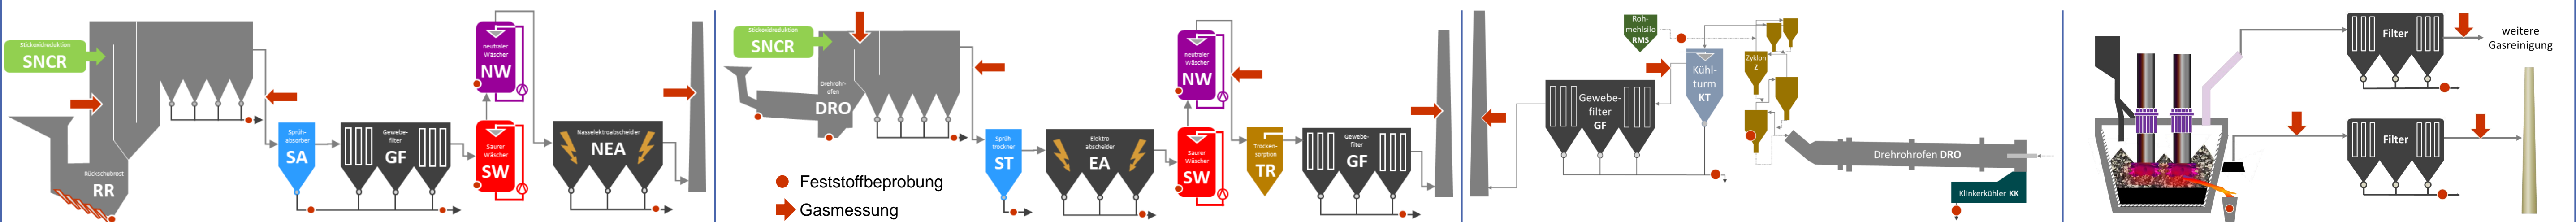 Stickoxidreduktion
SNCR
Rückschubrost
RR
Sprüh-
absorber
SA
Gewebe-
filter
GF
neutraler
Wäscher
NW
Saurer
Wäscher
SW
Nasselektroabscheider
NEA
Stickoxidreduktion
SNCR
Drehrohr-
ofen
DRO
Sprüh-
trockner
ST
Elektro
abscheider
EA
neutraler
Wäscher
NW
Saurer
Wäscher
SW
Trocken-
sorption
TR
Gewebe-
filter
GF
Feststoffbeprobung
Gasmessung
Roh-
mehlsilo
RMS
Gewebe-
filter
GF
Kühl-
turm
KT
Zyklon
Z
Drehrohrofen DRO
Klinkerkühler KK
Filter
weitere
Gasreinigung
Filter